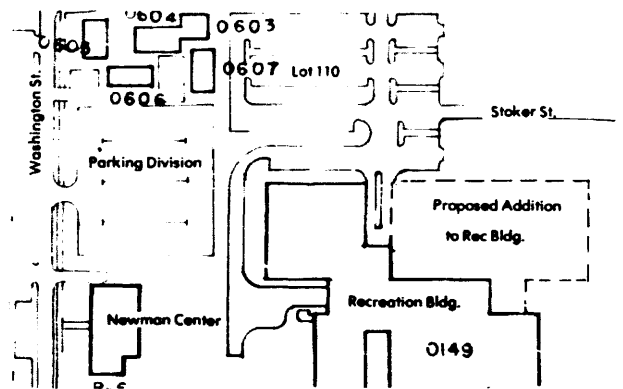 0604
0603
0605
0607
Lot 110
0606
Washington St.
Stoker St.
Parking Division
Proposed Addition
to Rec Bldg.
Newman Center
Recreation Bldg.
0149